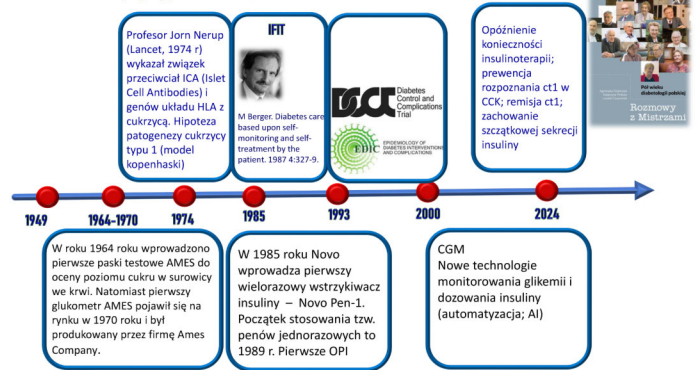 Profesor Jorn Nerup
(Lancet, 1974 r)
wykazał związek
przeciwciał ICA (Islet
Cell Antibodies) i
genów układu HLA z
cukrzycą. Hipoteza
patogenezy cukrzycy
typu 1 (model
kopenhaski)
IFIT
M Berger. Diabetes care
based upon self-
monitoring and self-
treatment by the
patient. 1987 4:327-9.
DCCT
Diabetes
Control and
Complications
Trial
EDIC
EPIDEMIOLOGY OF
DIABETES INTERVENTIONS
AND COMPLICATIONS
Opóźnienie
konieczności
insulinoterapii;
prewencja
rozpoznania ct1 w
CCK; remisja ct1;
zachowanie
szczątkowej sekrecji
insuliny
Pół wieku
diabetologii polskiej
Rozmowy
z Mistrzami
1949
1964-1970
1974
1985
1993
2000
2024
W roku 1964 roku wprowadzono
pierwsze paski testowe AMES do
oceny poziomu cukru w surowicy
we krwi. Natomiast pierwszy
glukometr AMES pojawił się na
rynku w 1970 roku i był
produkowany przez firmę Ames
Company.
W 1985 roku Novo
wprowadza pierwszy
wielorazowy wstrzykiwacz
insuliny – Novo Pen-1.
Początek stosowania tzw.
penów jednorazowych to
1989 r. Pierwsze OPI
CGM
Nowe technologie
monitorowania glikemii i
dozowania insuliny
(automatyzacja; AI)